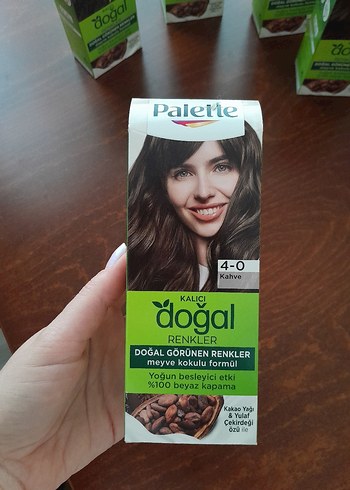 Palette
4-0
Kahve
KALICI
doğal
RENKLER
DOĞAL GÖRÜNEN RENKLER
meyve kokulu formül
Yoğun besleyici etki
%100 beyaz kapama
Kakao Yağı
& Yulaf
Çekirdeği
özü ile